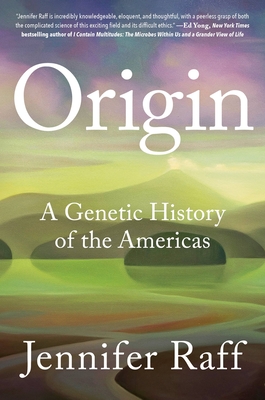 "Jennifer Raff is incredibly knowledgeable, eloquent, and thoughtful, with a peerless grasp of both
the complicated science of this exciting field and its difficult ethics." —Ed Yong, New York Times
bestselling author of I Contain Multitudes: The Microbes Within Us and a Grander View of Life
Origin
A Genetic History
of the Americas
Jennifer Raff